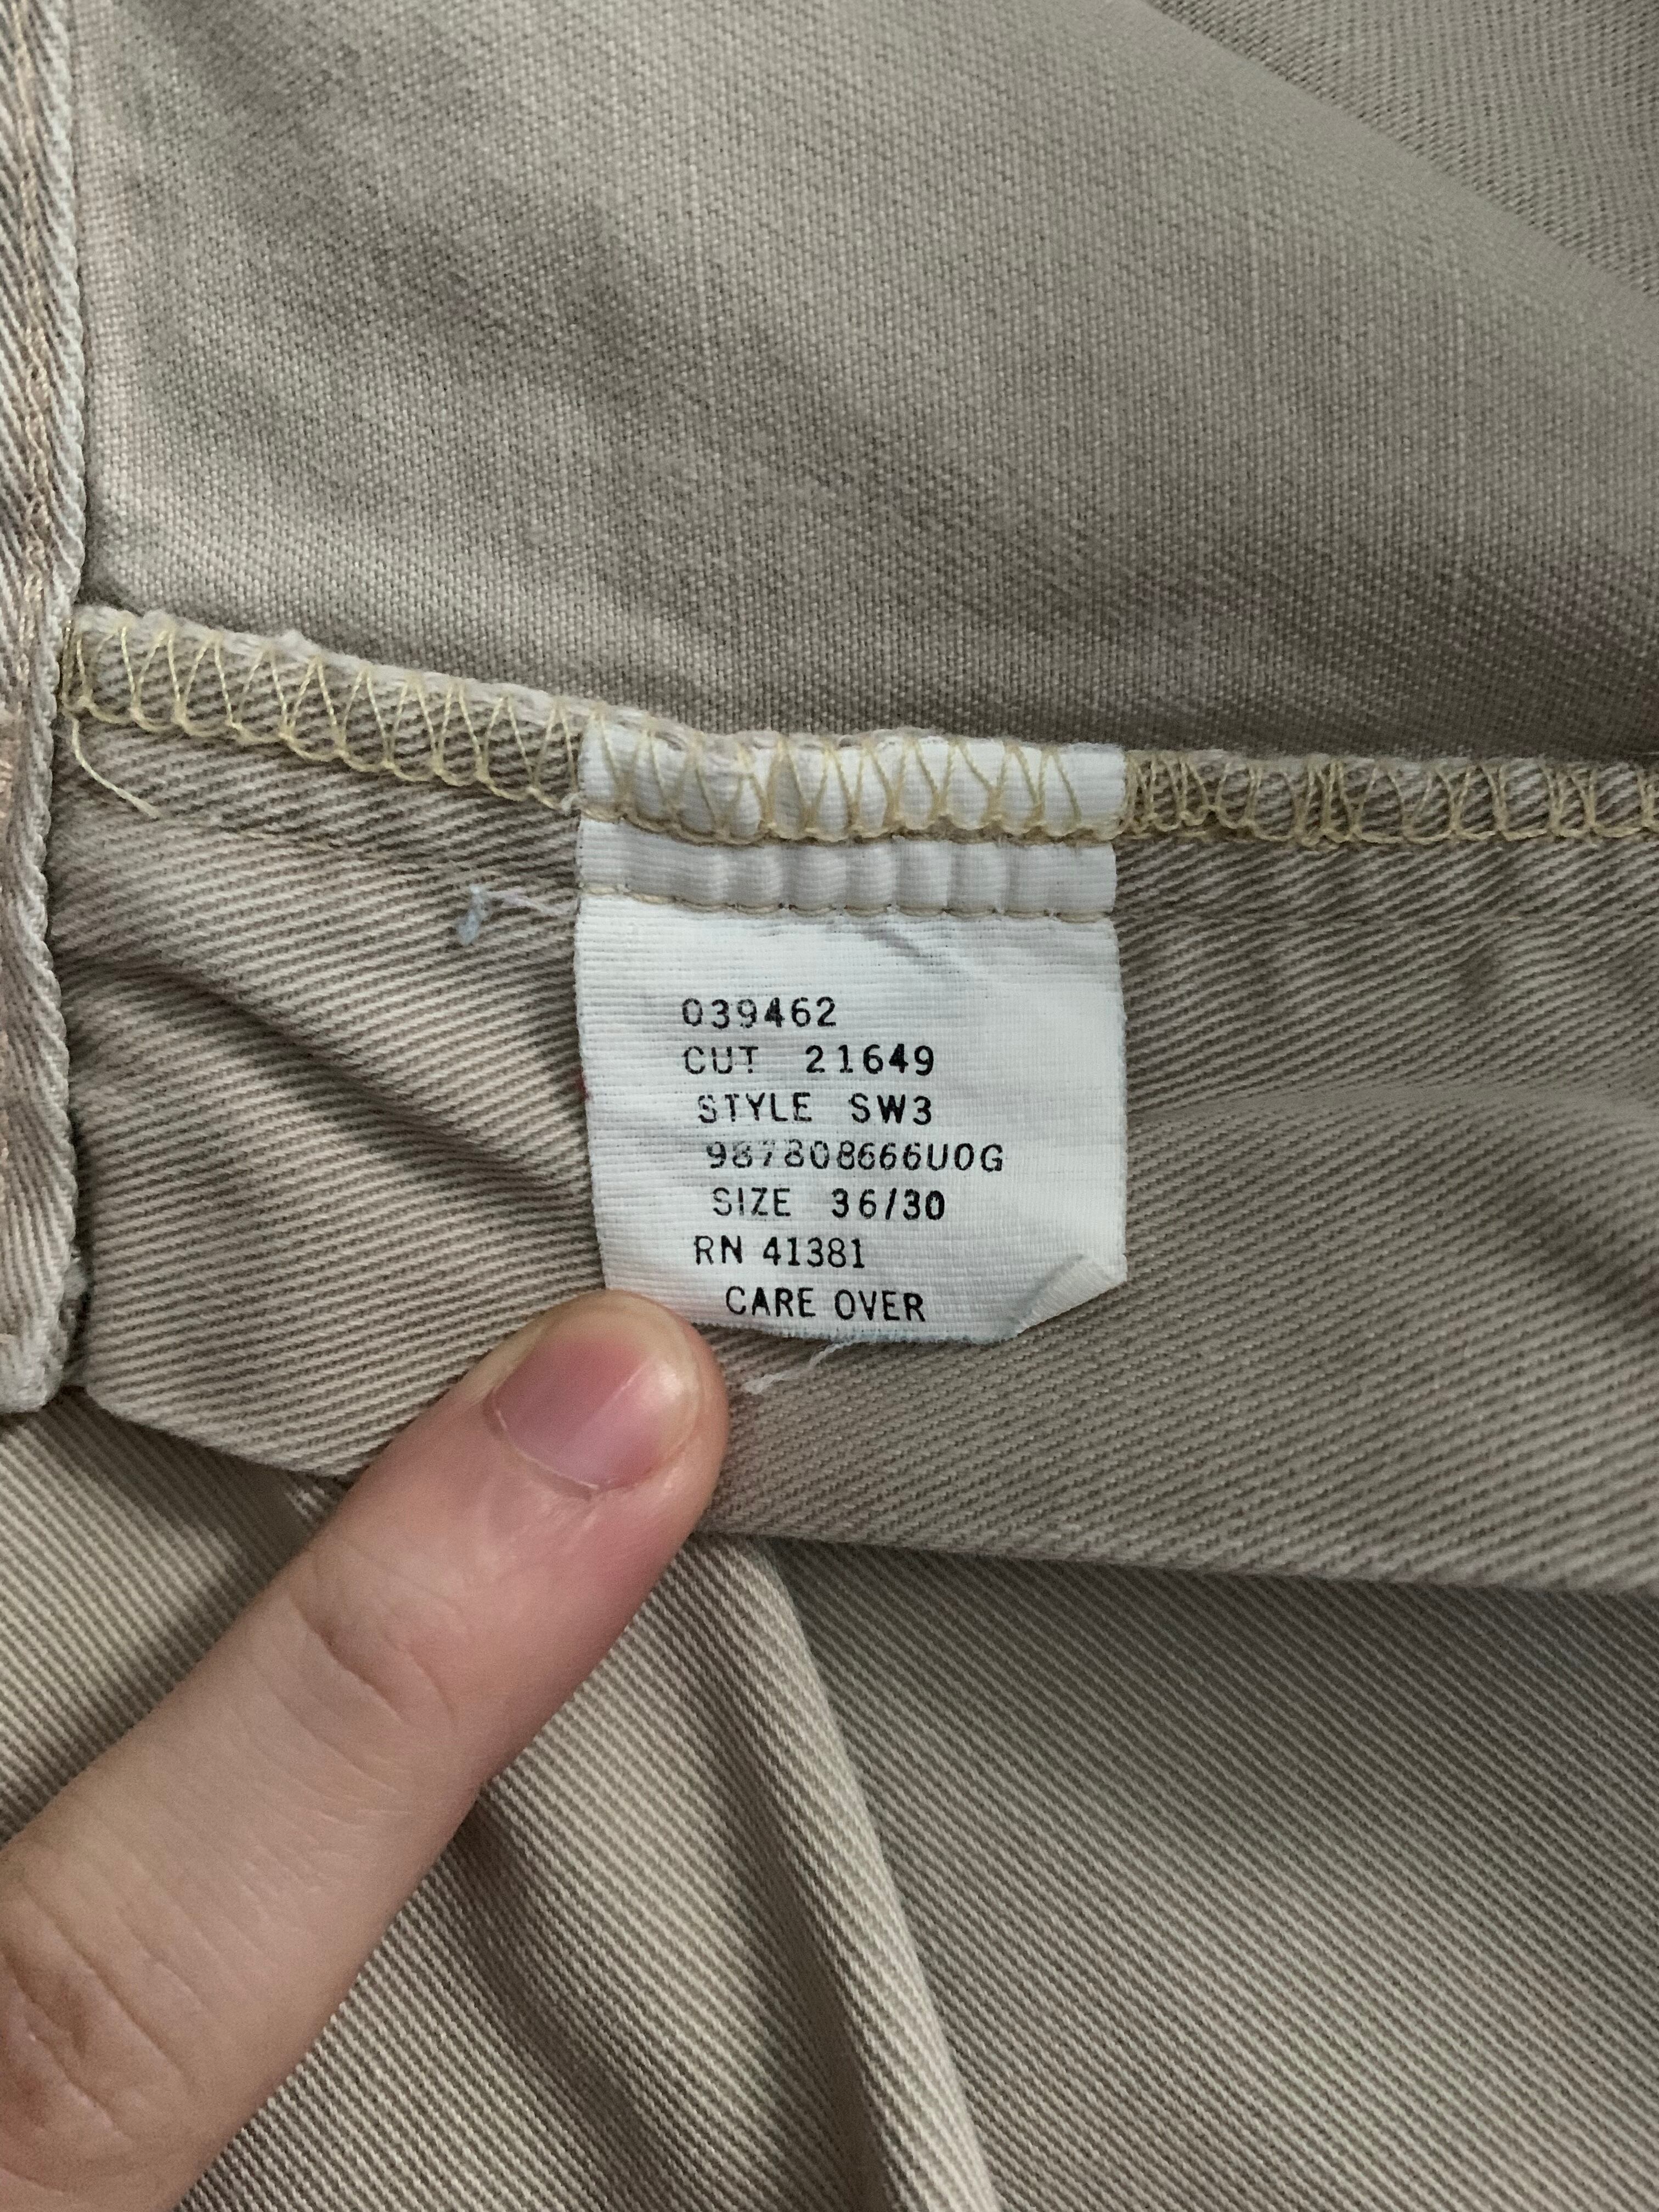 039462
CUT 21649
STYLE SW3
987808666U0G
SIZE 36/30
RN 41381
CARE OVER